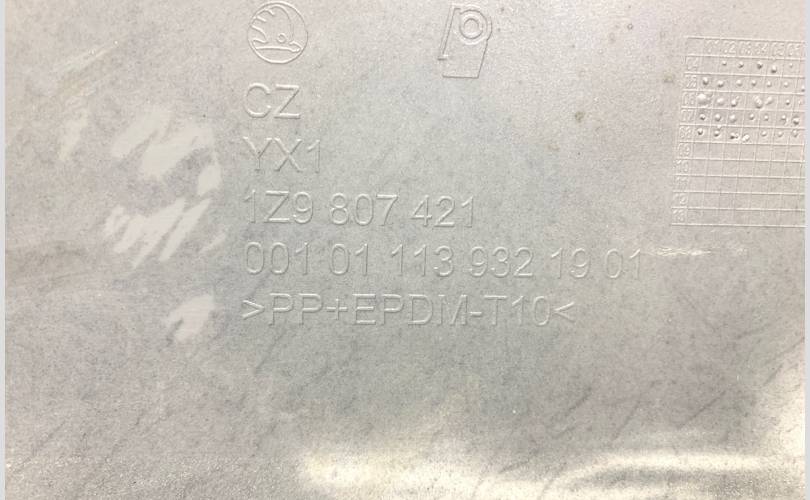 CZ
YX1
1Z9 807 421
001 01 113 932 19 01
>PP+EPDM-T10<